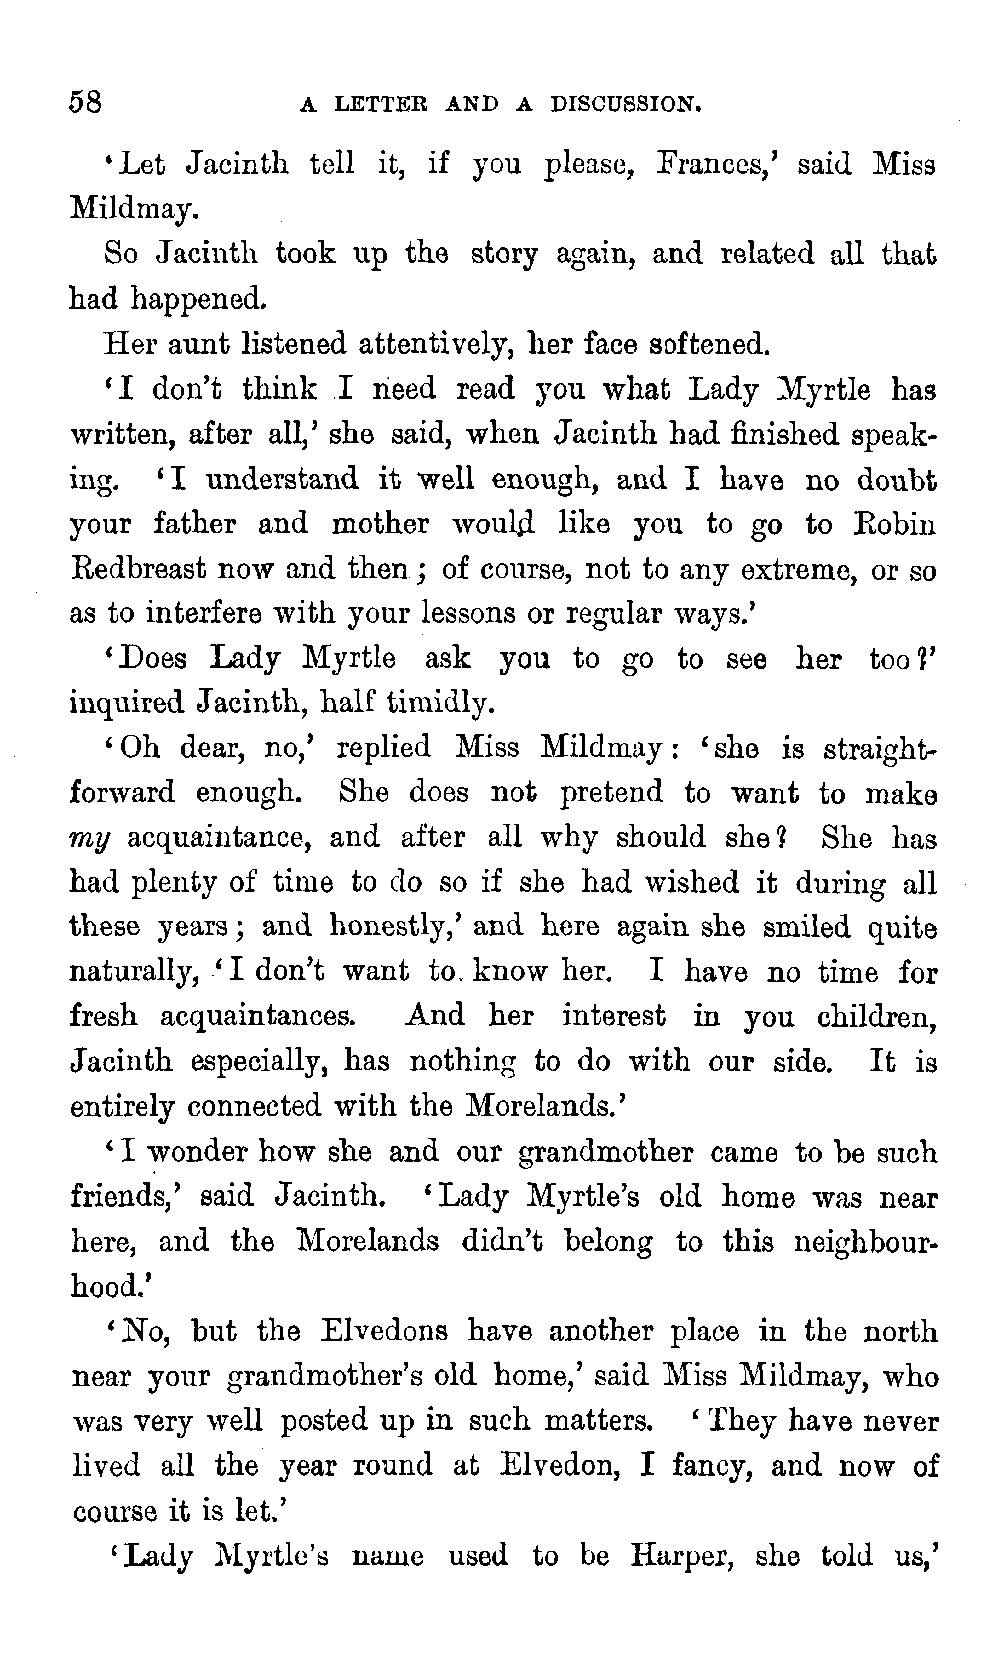 58 A LETTER AND A DISCUSSION.
‘Let Jacinth tell it, if you please, Frances,’ said Miss
Mildmay.
So Jacinth took up the story again, and related all that
had happened.
Her aunt listened attentively, her face softened.
‘I don’t think I need read you what Lady Myrtle has
written, after all,’ she said, when Jacinth had finished speak-
ing. ‘I understand it well enough, and I have no doubt
your father and mother would like you to go to Robin
Redbreast now and then; of course, not to any extreme, or so
as to interfere with your lessons or regular ways.’
‘Does Lady Myrtle ask you to go to see her too?’
inquired Jacinth, half timidly.
‘Oh dear, no,’ replied Miss Mildmay: ‘she is straight-
forward enough. She does not pretend to want to make
my acquaintance, and after all why should she? She has
had plenty of time to do so if she had wished it during all
these years; and honestly,’ and here again she smiled quite
naturally, ‘I don’t want to know her. I have no time for
fresh acquaintances. And her interest in you children,
Jacinth especially, has nothing to do with our side. It is
entirely connected with the Morelands.’
‘I wonder how she and our grandmother came to be such
friends,’ said Jacinth. ‘Lady Myrtle’s old home was near
here, and the Morelands didn’t belong to this neighbour-
hood.’
‘No, but the Elvedons have another place in the north
near your grandmother’s old home,’ said Miss Mildmay, who
was very well posted up in such matters. ‘They have never
lived all the year round at Elvedon, I fancy, and now of
course it is let.’
‘Lady Myrtle’s name used to be Harper, she told us,’